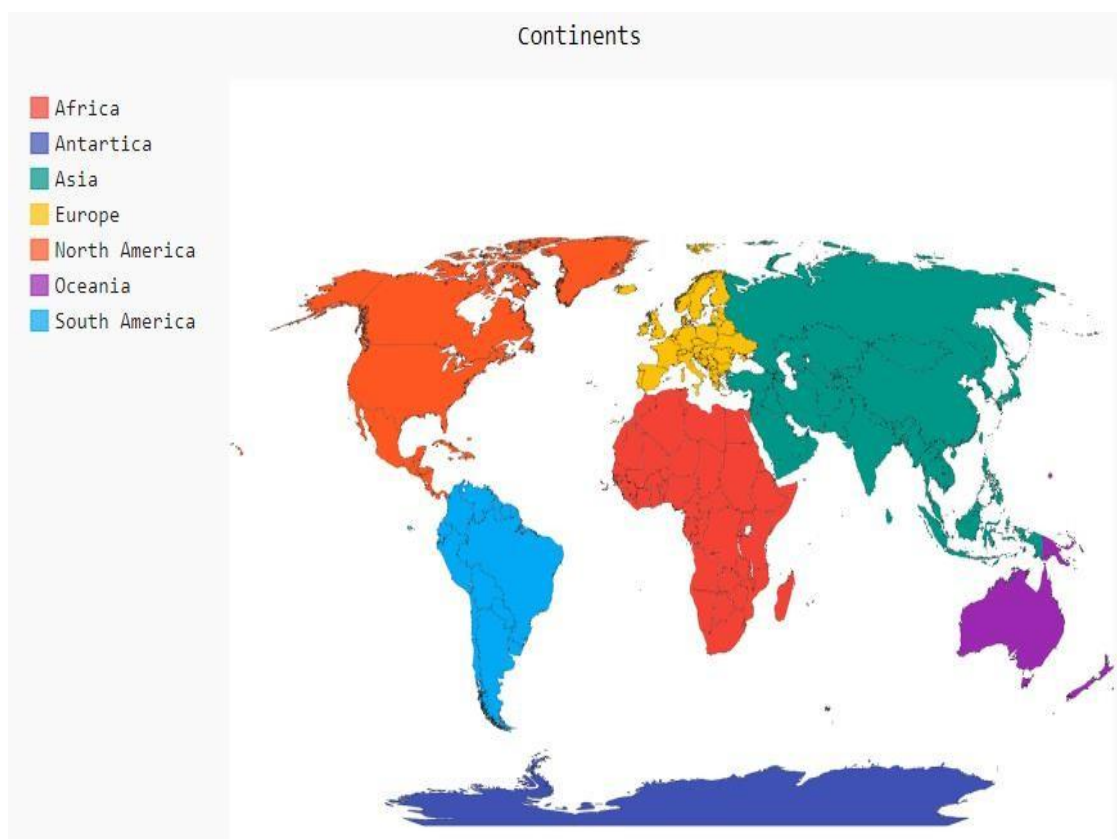 Continents
Africa
Antartica
Asia
Europe
North America
Oceania
South America